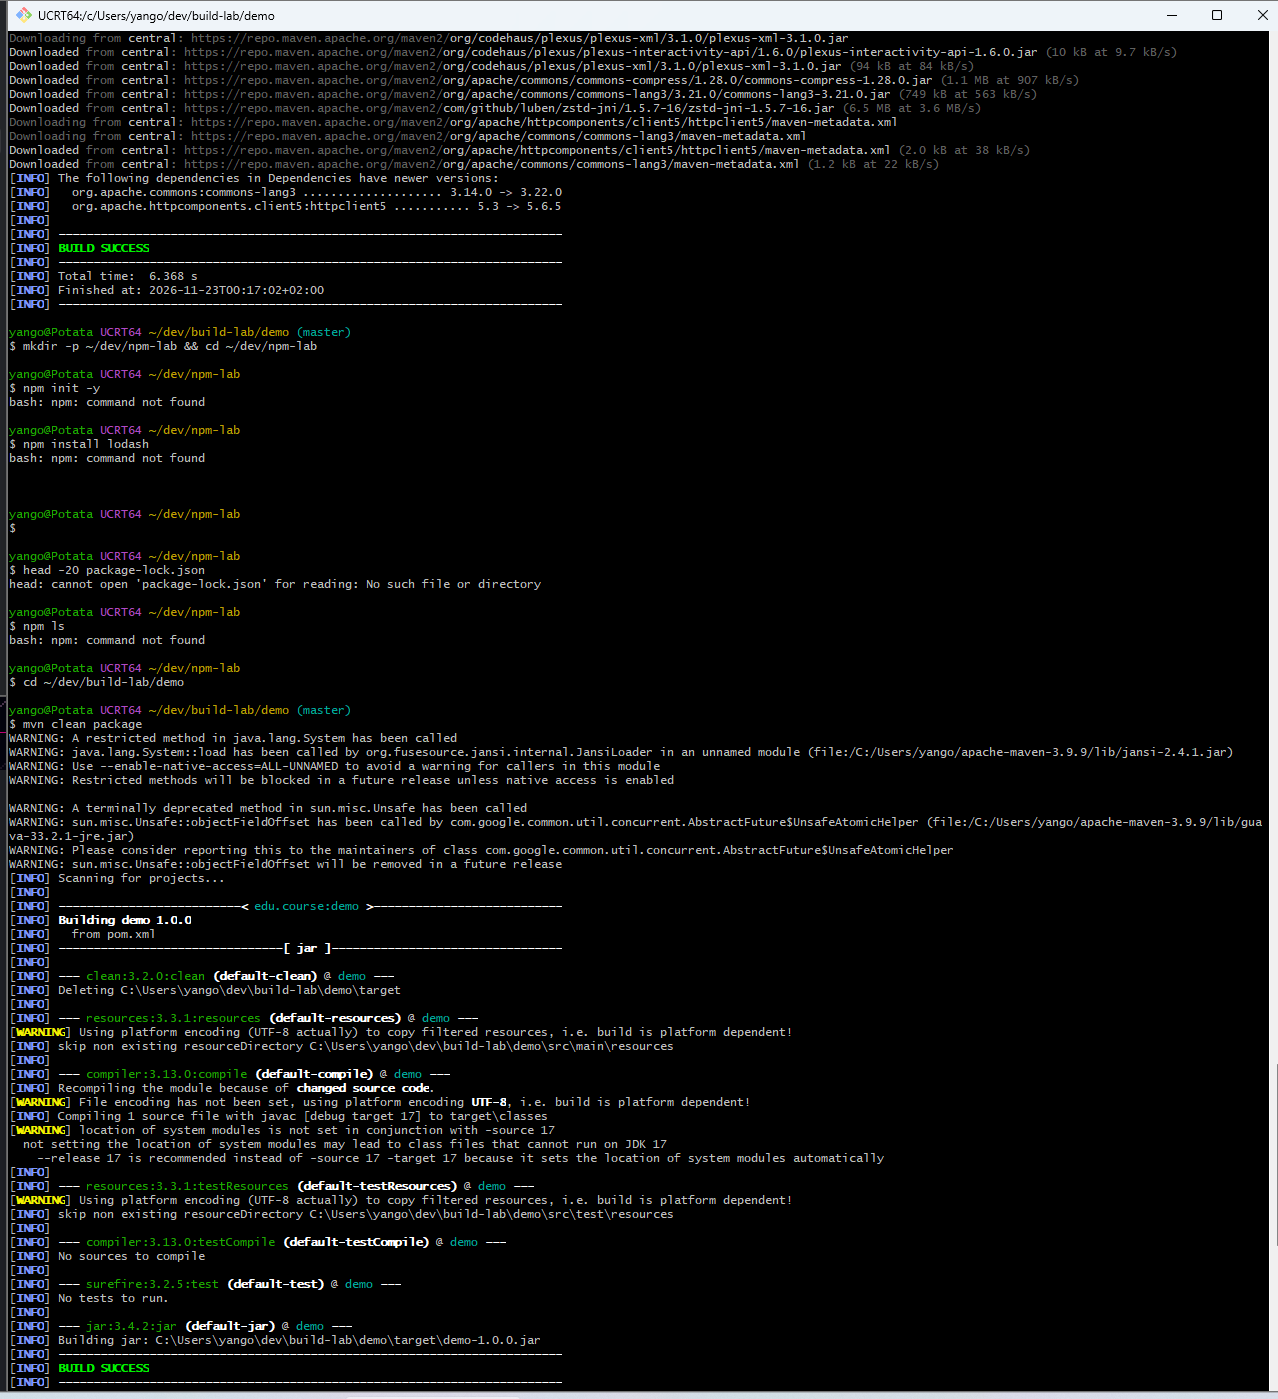 UCRT64:/c/Users/yango/dev/build-lab/demo
Downloading from central: https://repo.maven.apache.org/maven2/org/codehaus/plexus/plexus-xml/3.1.0/plexus-xml-3.1.0.jar
Downloaded from central: https://repo.maven.apache.org/maven2/org/codehaus/plexus/plexus-interactivity-api/1.6.0/plexus-interactivity-api-1.6.0.jar (10 kB at 9.7 kB/s)
Downloaded from central: https://repo.maven.apache.org/maven2/org/codehaus/plexus/plexus-xml/3.1.0/plexus-xml-3.1.0.jar (94 kB at 84 kB/s)
Downloaded from central: https://repo.maven.apache.org/maven2/org/apache/commons/commons-compress/1.28.0/commons-compress-1.28.0.jar (1.1 MB at 907 kB/s)
Downloaded from central: https://repo.maven.apache.org/maven2/org/apache/commons/commons-lang3/3.21.0/commons-lang3-3.21.0.jar (749 kB at 563 kB/s)
Downloaded from central: https://repo.maven.apache.org/maven2/com/github/luben/zstd-jni/1.5.7-16/zstd-jni-1.5.7-16.jar (6.5 MB at 3.6 MB/s)
Downloading from central: https://repo.maven.apache.org/maven2/org/apache/httpcomponents/client5/httpclient5/maven-metadata.xml
Downloading from central: https://repo.maven.apache.org/maven2/org/apache/commons/commons-lang3/maven-metadata.xml
Downloaded from central: https://repo.maven.apache.org/maven2/org/apache/httpcomponents/client5/httpclient5/maven-metadata.xml (2.0 kB at 38 kB/s)
Downloaded from central: https://repo.maven.apache.org/maven2/org/apache/commons/commons-lang3/maven-metadata.xml (1.2 kB at 22 kB/s)
[INFO] The following dependencies in Dependencies have newer versions:
[INFO]   org.apache.commons:commons-lang3 .................... 3.14.0 -> 3.22.0
[INFO]   org.apache.httpcomponents.client5:httpclient5 ........... 5.3 -> 5.6.5
[INFO]
[INFO] ------------------------------------------------------------------------
[INFO] BUILD SUCCESS
[INFO] ------------------------------------------------------------------------
[INFO] Total time:  6.368 s
[INFO] Finished at: 2026-11-23T00:17:02+02:00
[INFO] ------------------------------------------------------------------------
yango@Potata UCRT64 ~/dev/build-lab/demo (master)
$ mkdir -p ~/dev/npm-lab && cd ~/dev/npm-lab
yango@Potata UCRT64 ~/dev/npm-lab
$ npm init -y
bash: npm: command not found
yango@Potata UCRT64 ~/dev/npm-lab
$ npm install lodash
bash: npm: command not found
yango@Potata UCRT64 ~/dev/npm-lab
$
yango@Potata UCRT64 ~/dev/npm-lab
$ head -20 package-lock.json
head: cannot open 'package-lock.json' for reading: No such file or directory
yango@Potata UCRT64 ~/dev/npm-lab
$ npm ls
bash: npm: command not found
yango@Potata UCRT64 ~/dev/npm-lab
$ cd ~/dev/build-lab/demo
yango@Potata UCRT64 ~/dev/build-lab/demo (master)
$ mvn clean package
WARNING: A restricted method in java.lang.System has been called
WARNING: java.lang.System::load has been called by org.fusesource.jansi.internal.JansiLoader in an unnamed module (file:/C:/Users/yango/apache-maven-3.9.9/lib/jansi-2.4.1.jar)
WARNING: Use --enable-native-access=ALL-UNNAMED to avoid a warning for callers in this module
WARNING: Restricted methods will be blocked in a future release unless native access is enabled
WARNING: A terminally deprecated method in sun.misc.Unsafe has been called
WARNING: sun.misc.Unsafe::objectFieldOffset has been called by com.google.common.util.concurrent.AbstractFuture$UnsafeAtomicHelper (file:/C:/Users/yango/apache-maven-3.9.9/lib/gua
va-33.2.1-jre.jar)
WARNING: Please consider reporting this to the maintainers of class com.google.common.util.concurrent.AbstractFuture$UnsafeAtomicHelper
WARNING: sun.misc.Unsafe::objectFieldOffset will be removed in a future release
[INFO] Scanning for projects...
[INFO]
[INFO] --------------------------< edu.course:demo >---------------------------
[INFO] Building demo 1.0.0
[INFO]   from pom.xml
[INFO] --------------------------------[ jar ]---------------------------------
[INFO]
[INFO] --- clean:3.2.0:clean (default-clean) @ demo ---
[INFO] Deleting C:\Users\yango\dev\build-lab\demo\target
[INFO]
[INFO] --- resources:3.3.1:resources (default-resources) @ demo ---
[WARNING] Using platform encoding (UTF-8 actually) to copy filtered resources, i.e. build is platform dependent!
[INFO] skip non existing resourceDirectory C:\Users\yango\dev\build-lab\demo\src\main\resources
[INFO]
[INFO] --- compiler:3.13.0:compile (default-compile) @ demo ---
[INFO] Recompiling the module because of changed source code.
[WARNING] File encoding has not been set, using platform encoding UTF-8, i.e. build is platform dependent!
[INFO] Compiling 1 source file with javac [debug target 17] to target\classes
[WARNING] location of system modules is not set in conjunction with -source 17
  not setting the location of system modules may lead to class files that cannot run on JDK 17
    --release 17 is recommended instead of -source 17 -target 17 because it sets the location of system modules automatically
[INFO]
[INFO] --- resources:3.3.1:testResources (default-testResources) @ demo ---
[WARNING] Using platform encoding (UTF-8 actually) to copy filtered resources, i.e. build is platform dependent!
[INFO] skip non existing resourceDirectory C:\Users\yango\dev\build-lab\demo\src\test\resources
[INFO]
[INFO] --- compiler:3.13.0:testCompile (default-testCompile) @ demo ---
[INFO] No sources to compile
[INFO]
[INFO] --- surefire:3.2.5:test (default-test) @ demo ---
[INFO] No tests to run.
[INFO]
[INFO] --- jar:3.4.2:jar (default-jar) @ demo ---
[INFO] Building jar: C:\Users\yango\dev\build-lab\demo\target\demo-1.0.0.jar
[INFO] ------------------------------------------------------------------------
[INFO] BUILD SUCCESS
[INFO] ------------------------------------------------------------------------